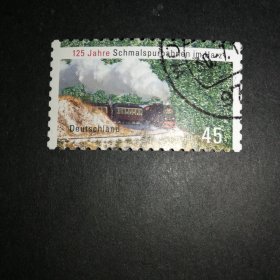 125 Jahre Schmalspurbahnen im Harz
Deutschland
45